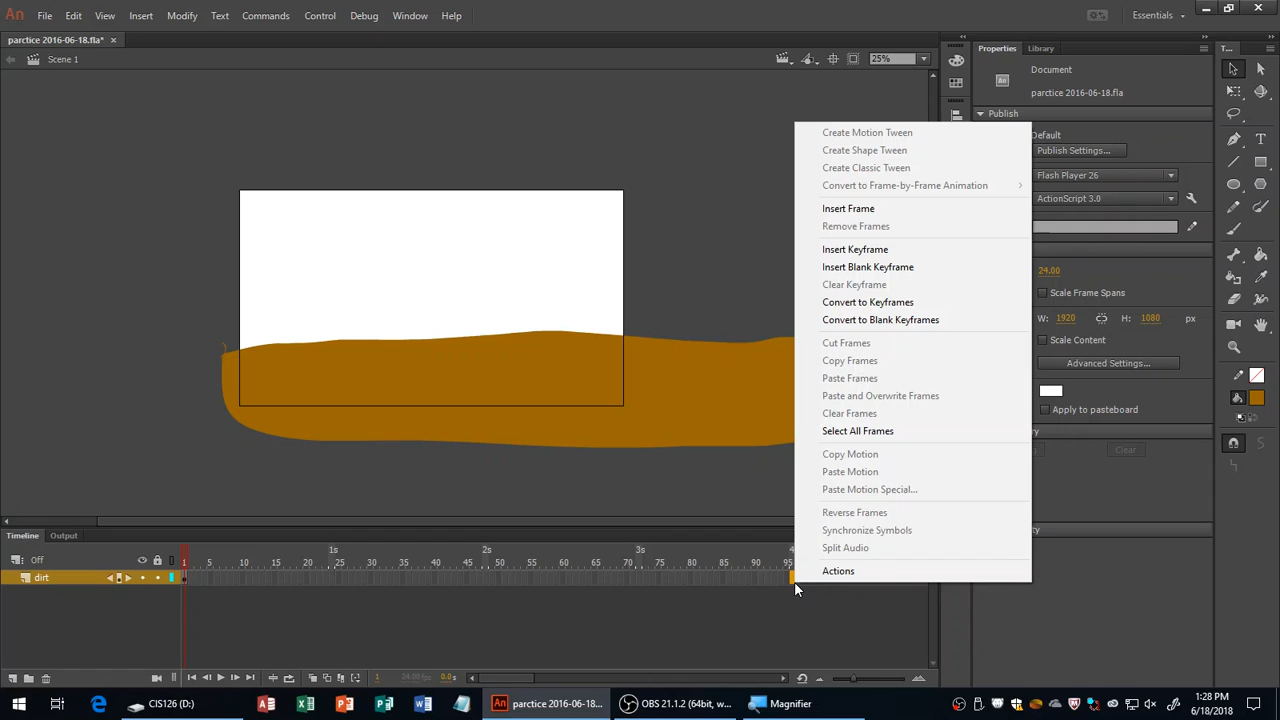 An File Edit View Insert Modify Text Commands Control Debug Window Help Essentials
parctice 2016-06-18.fla* ×
Scene 1 25%
Properties Library T...
Document
parctice 2016-06-18.fla
Publish
Default
Publish Settings...
Flash Player 26
ActionScript 3.0
24.00
Scale Frame Spans
W: 1920 H: 1080 px
Scale Content
Advanced Settings...
Apply to pasteboard
Clear
Create Motion Tween
Create Shape Tween
Create Classic Tween
Convert to Frame-by-Frame Animation
Insert Frame
Remove Frames
Insert Keyframe
Insert Blank Keyframe
Clear Keyframe
Convert to Keyframes
Convert to Blank Keyframes
Cut Frames
Copy Frames
Paste Frames
Paste and Overwrite Frames
Clear Frames
Select All Frames
Copy Motion
Paste Motion
Paste Motion Special...
Reverse Frames
Synchronize Symbols
Split Audio
Actions
Timeline Output
1s 2s 3s 4
Off 1 5 10 15 20 25 30 35 40 45 50 55 60 65 70 75 80 85 90 95
dirt
1 24.00 fps 0.0s
CIS126 (D:) parctice 2016-06-18... OBS 21.1.2 (64bit, w... Magnifier
1:28 PM
6/18/2018